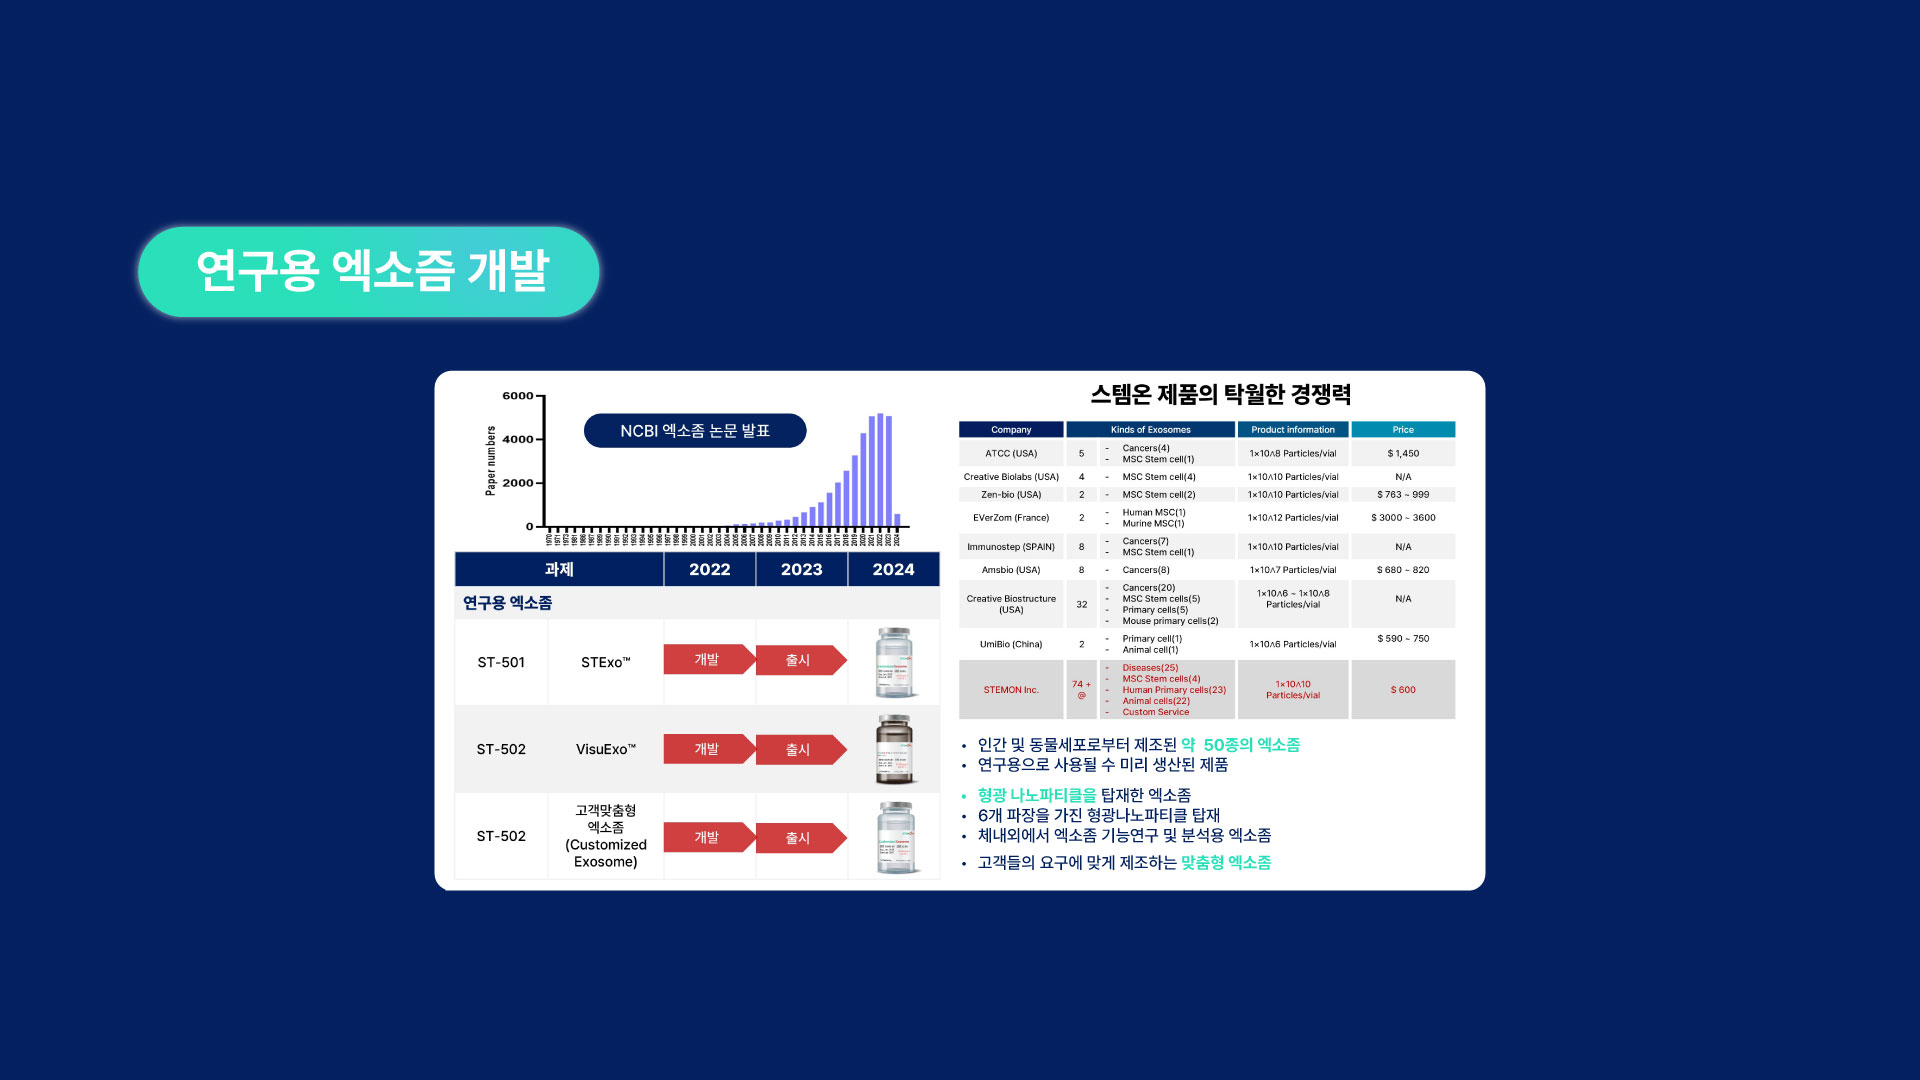 연구용 엑소좀 개발
6000
4000
2000
0
Paper numbers
NCBI 엑소좀 논문 발표
과제 2022 2023 2024
연구용 엑소좀
ST-501 STExo™ 개발 출시
ST-502 VisuExo™ 개발 출시
ST-502 고객맞춤형
엑소좀
(Customized
Exosome) 개발 출시
스템온 제품의 탁월한 경쟁력
Company Kinds of Exosomes Product information Price
ATCC (USA) 5 - Cancers(4)
- MSC Stem cell(1) 1×10∧8 Particles/vial $ 1,450
Creative Biolabs (USA) 4 - MSC Stem cell(4) 1×10∧10 Particles/vial N/A
Zen-bio (USA) 2 - MSC Stem cell(2) 1×10∧10 Particles/vial $ 763 ~ 999
EVerZom (France) 2 - Human MSC(1)
- Murine MSC(1) 1×10∧12 Particles/vial $ 3000 ~ 3600
Immunostep (SPAIN) 8 - Cancers(7)
- MSC Stem cell(1) 1×10∧10 Particles/vial N/A
Amsbio (USA) 8 - Cancers(8) 1×10∧7 Particles/vial $ 680 ~ 820
Creative Biostructure
(USA) 32 - Cancers(20)
- MSC Stem cells(5)
- Primary cells(5)
- Mouse primary cells(2) 1×10∧6 ~ 1×10∧8
Particles/vial N/A
UmiBio (China) 2 - Primary cell(1)
- Animal cell(1) 1×10∧6 Particles/vial $ 590 ~ 750
STEMON Inc. 74 +
@ - Diseases(25)
- MSC Stem cells(4)
- Human Primary cells(23)
- Animal cells(22)
- Custom Service 1×10∧10
Particles/vial $ 600
• 인간 및 동물세포로부터 제조된 약 50종의 엑소좀
• 연구용으로 사용될 수 미리 생산된 제품
• 형광 나노파티클을 탑재한 엑소좀
• 6개 파장을 가진 형광나노파티클 탑재
• 체내외에서 엑소좀 기능연구 및 분석용 엑소좀
• 고객들의 요구에 맞게 제조하는 맞춤형 엑소좀